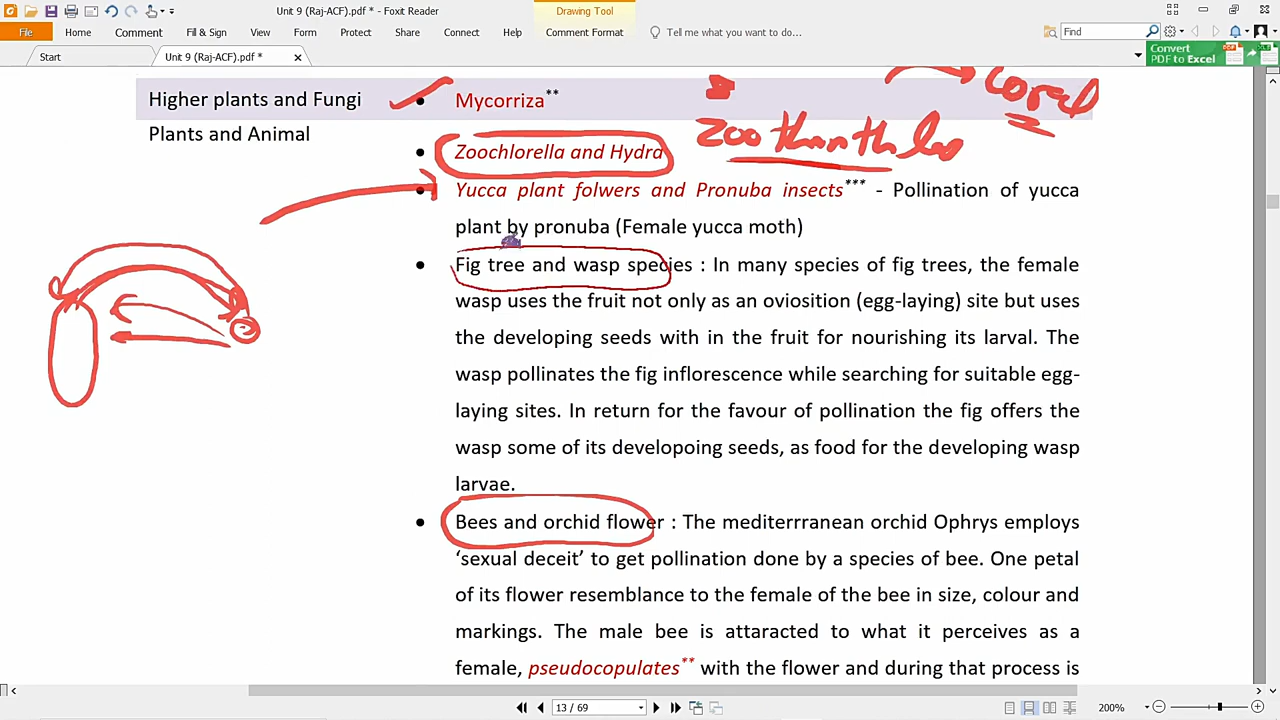 Unit 9 (Raj-ACF).pdf * - Foxit Reader
Drawing Tool
File Home Comment Fill & Sign View Form Protect Share Connect Help Comment Format Tell me what you want to do... Find
Start Unit 9 (Raj-ACF).pdf *
Convert
PDF to Excel
coral
Higher plants and Fungi • Mycorriza**
Plants and Animal
• Zoochlorella and Hydra
• Yucca plant folwers and Pronuba insects*** - Pollination of yucca
plant by pronuba (Female yucca moth)
• Fig tree and wasp species : In many species of fig trees, the female
wasp uses the fruit not only as an oviosition (egg-laying) site but uses
the developing seeds with in the fruit for nourishing its larval. The
wasp pollinates the fig inflorescence while searching for suitable egg-
laying sites. In return for the favour of pollination the fig offers the
wasp some of its developoing seeds, as food for the developing wasp
larvae.
• Bees and orchid flower : The mediterrranean orchid Ophrys employs
‘sexual deceit’ to get pollination done by a species of bee. One petal
of its flower resemblance to the female of the bee in size, colour and
markings. The male bee is attaracted to what it perceives as a
female, pseudocopulates** with the flower and during that process is
13 / 69
200%